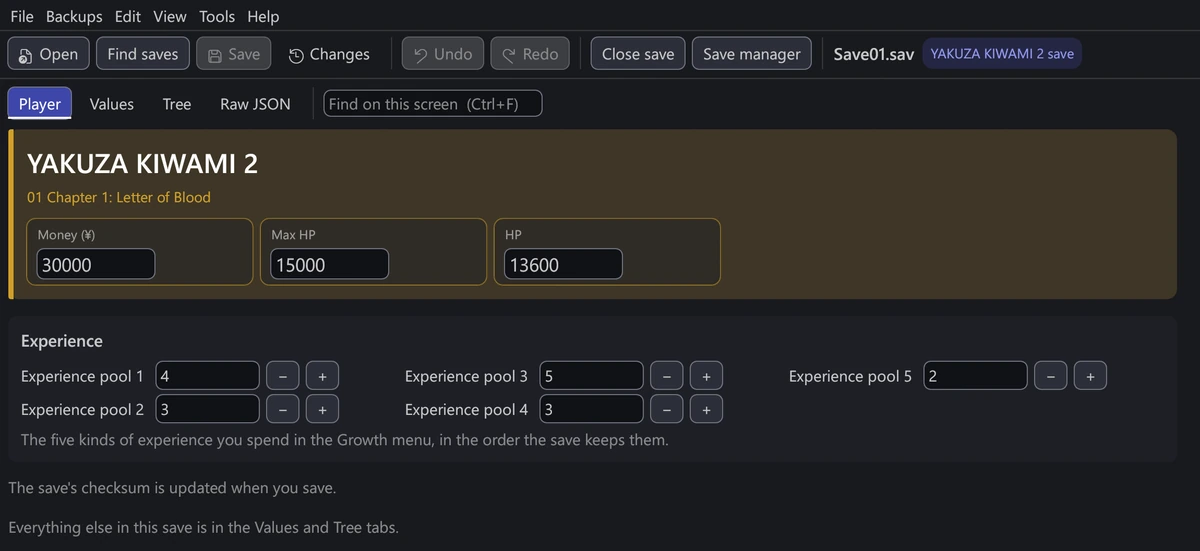 File Backups Edit View Tools Help
Open Find saves Save Changes Undo Redo Close save Save manager Save01.sav YAKUZA KIWAMI 2 save
Player Values Tree Raw JSON Find on this screen (Ctrl+F)
YAKUZA KIWAMI 2
01 Chapter 1: Letter of Blood
Money (¥) Max HP HP
30000 15000 13600
Experience
Experience pool 1 4 − + Experience pool 3 5 − + Experience pool 5 2 − +
Experience pool 2 3 − + Experience pool 4 3 − +
The five kinds of experience you spend in the Growth menu, in the order the save keeps them.
The save's checksum is updated when you save.
Everything else in this save is in the Values and Tree tabs.